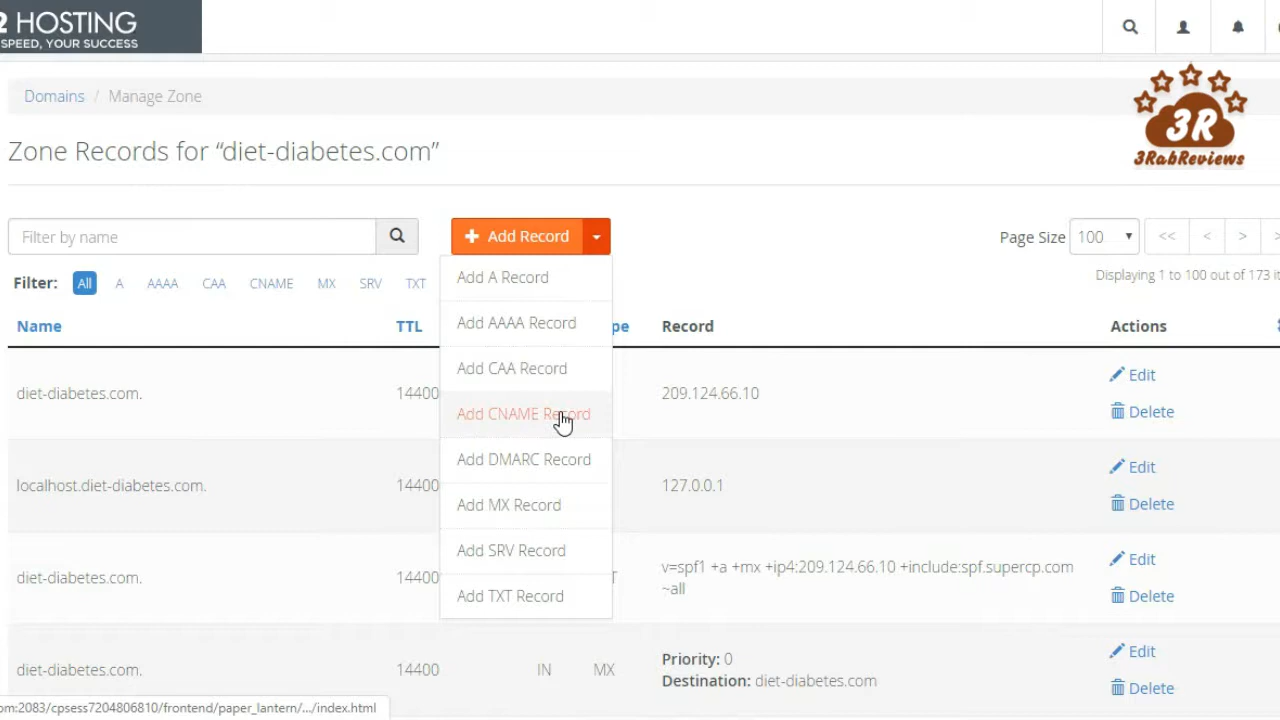 2 HOSTING
SPEED, YOUR SUCCESS
Domains / Manage Zone
3R
3RabReviews
Zone Records for “diet-diabetes.com”
Filter by name
+ Add Record
Page Size 100 << < >
Displaying 1 to 100 out of 173 it
Filter: All A AAAA CAA CNAME MX SRV TXT
Add A Record
Add AAAA Record
Add CAA Record
Add CNAME Record
Add DMARC Record
Add MX Record
Add SRV Record
Add TXT Record
Name TTL pe Record Actions
diet-diabetes.com. 14400 209.124.66.10 Edit
Delete
localhost.diet-diabetes.com. 14400 127.0.0.1 Edit
Delete
diet-diabetes.com. 14400 T v=spf1 +a +mx +ip4:209.124.66.10 +include:spf.supercp.com Edit
~all Delete
diet-diabetes.com. 14400 IN MX Priority: 0 Edit
Destination: diet-diabetes.com Delete
om:2083/cpsess7204806810/frontend/paper_lantern/.../index.html